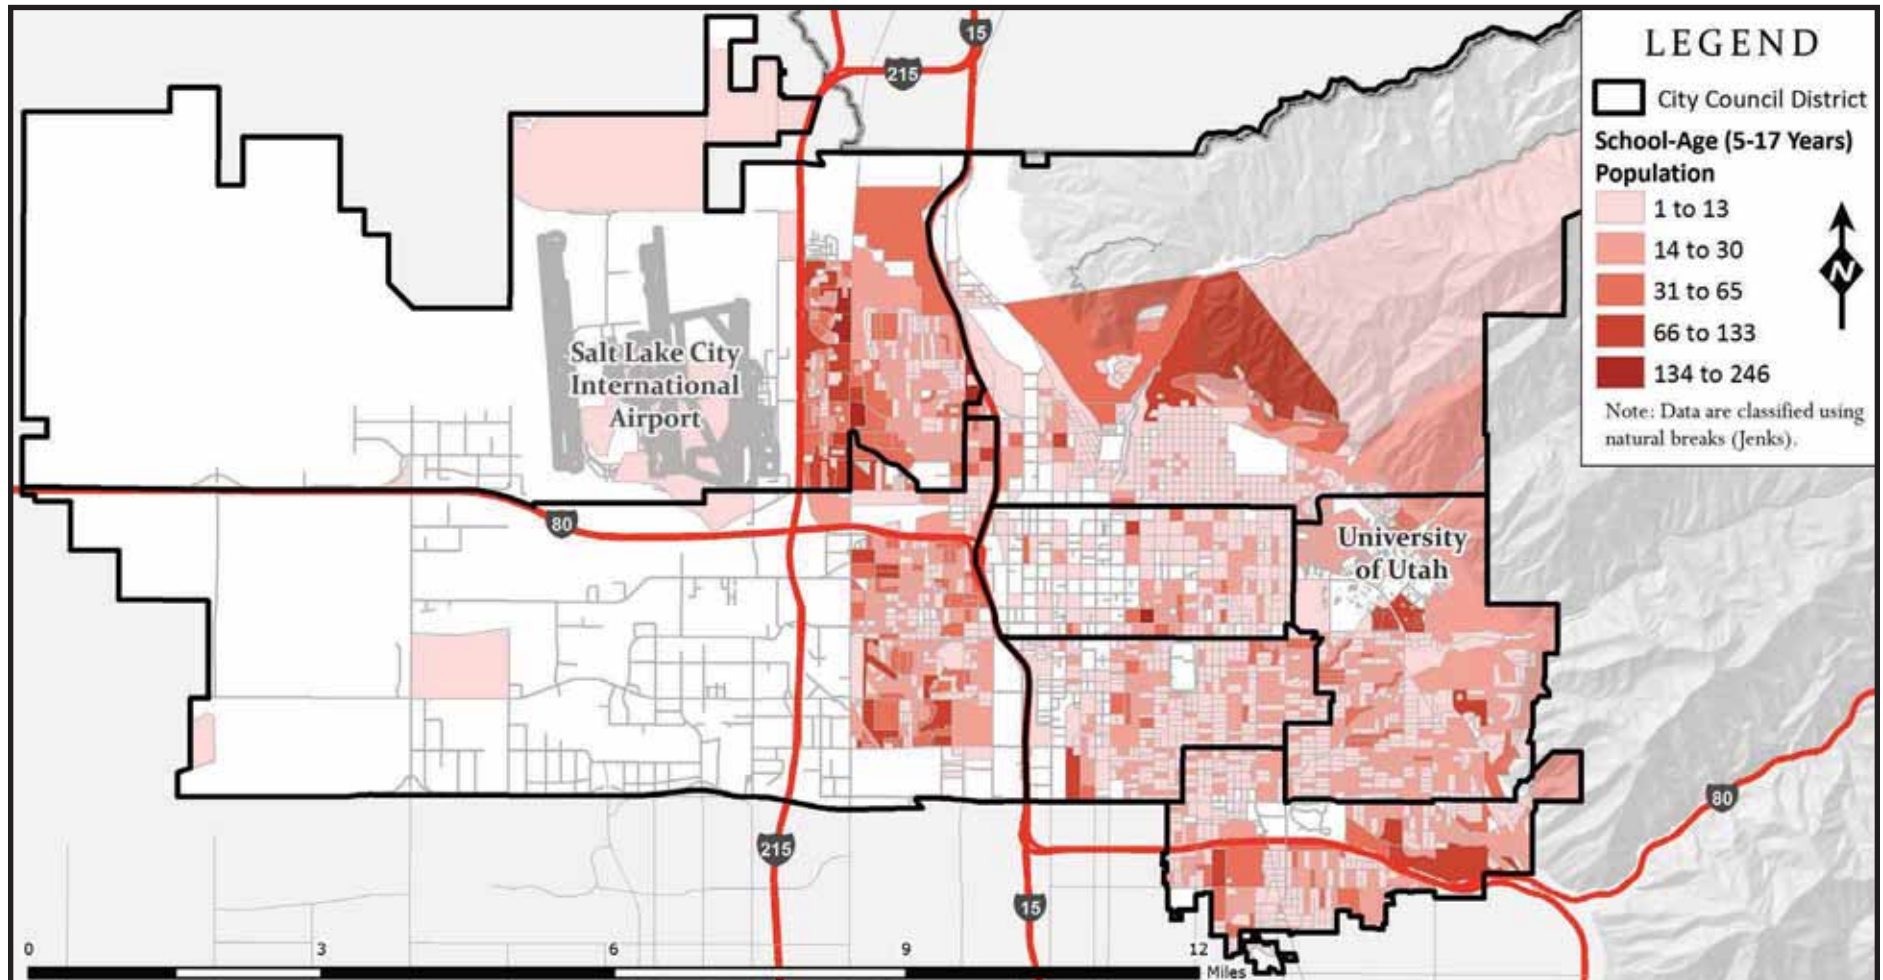 15
215
LEGEND
City Council District
School-Age (5-17 Years)
Population
1 to 13
14 to 30
31 to 65
66 to 133
134 to 246
N
Note: Data are classified using
natural breaks (Jenks).
Salt Lake City
International
Airport
80
University
of Utah
80
215
15
0 3 6 9 12
Miles